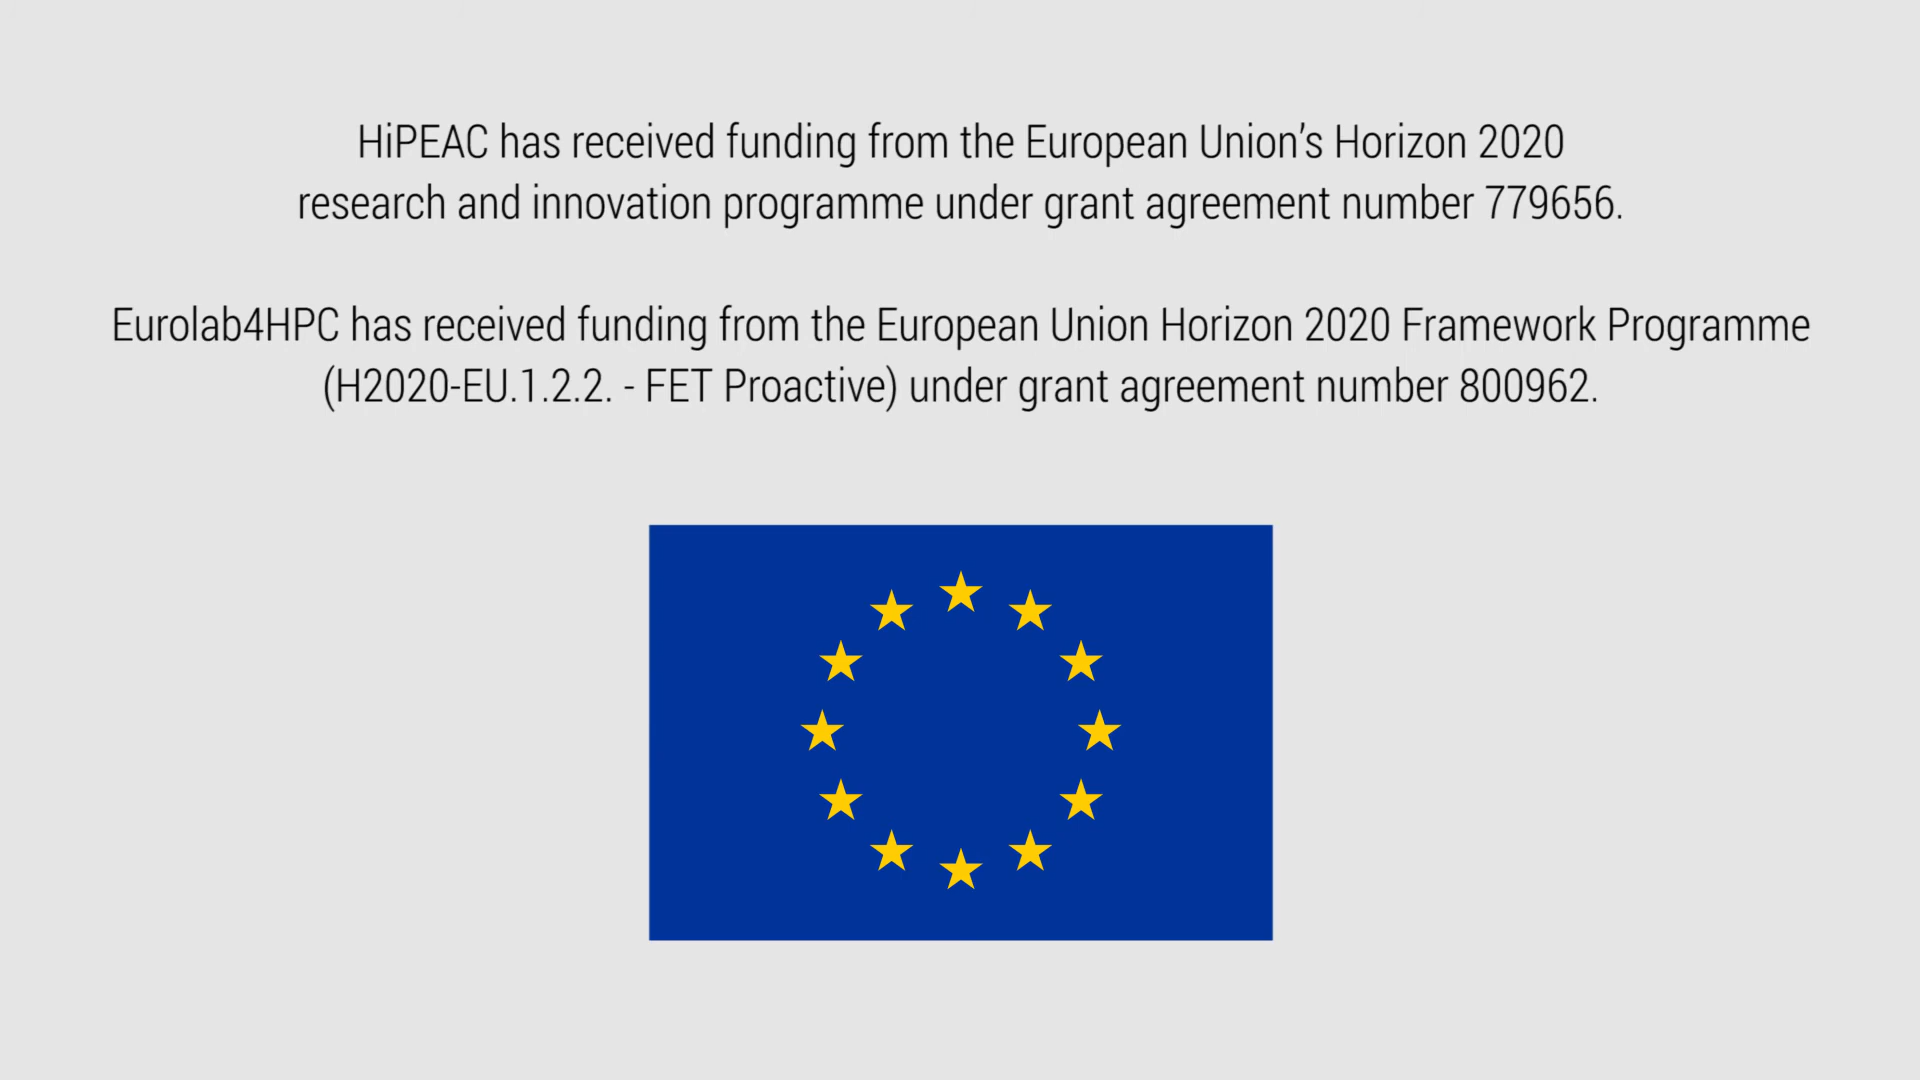 HiPEAC has received funding from the European Union’s Horizon 2020
research and innovation programme under grant agreement number 779656.
Eurolab4HPC has received funding from the European Union Horizon 2020 Framework Programme
(H2020-EU.1.2.2. - FET Proactive) under grant agreement number 800962.